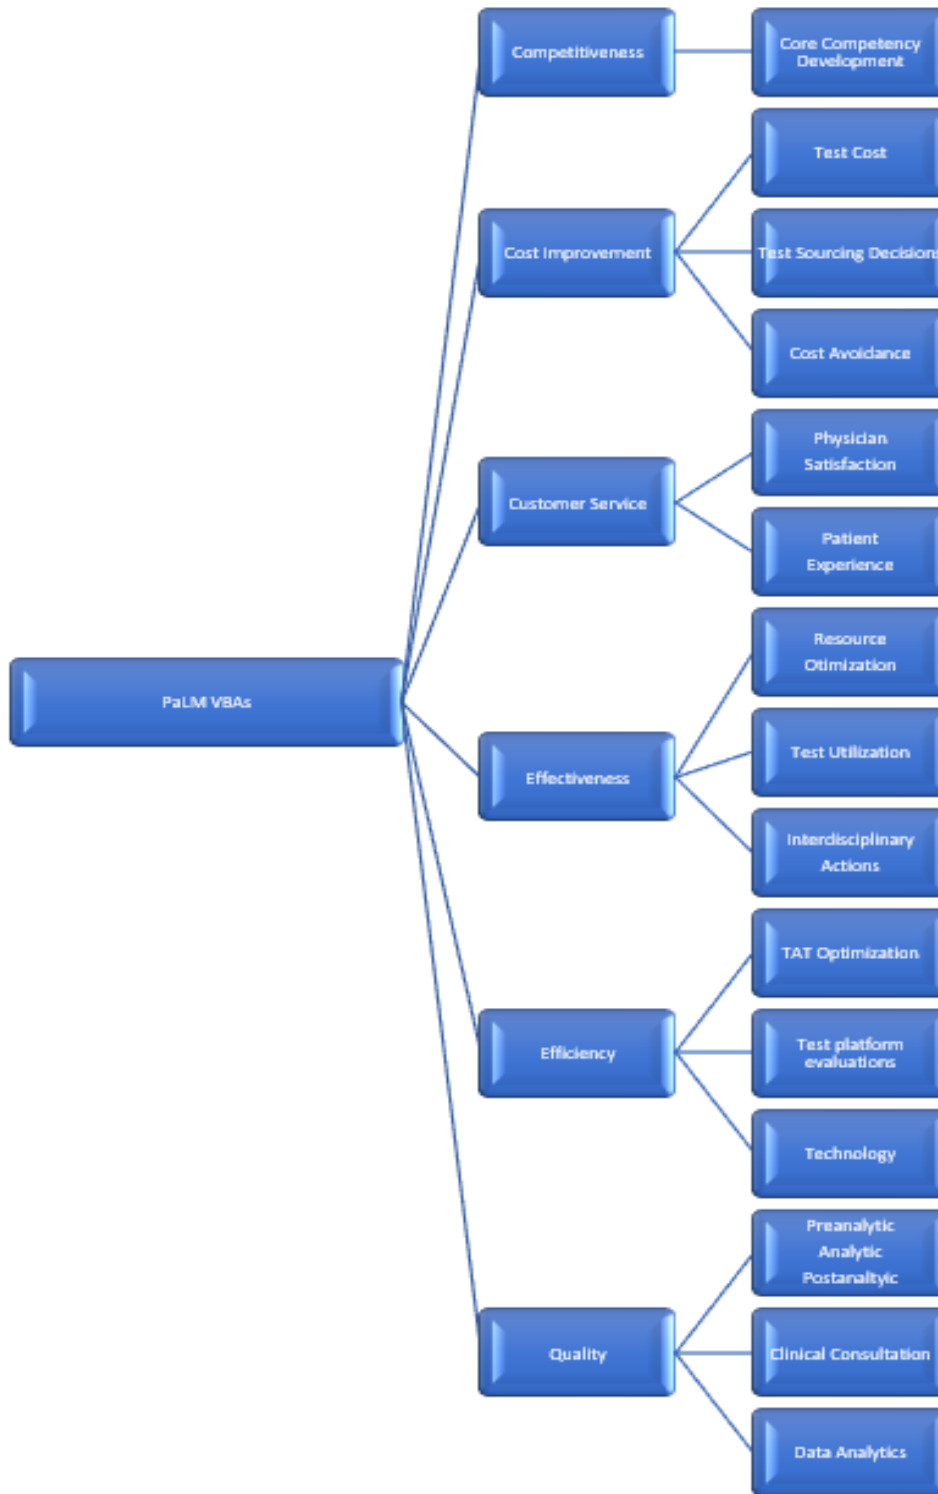 PaLM VBAs
Competitiveness
Core Competency
Development
Cost Improvement
Test Cost
Test Sourcing Decisions
Cost Avoidance
Customer Service
Physician
Satisfaction
Patient
Experience
Effectiveness
Resource
Otimization
Test Utilization
Interdisciplinary
Actions
Efficiency
TAT Optimization
Test platform
evaluations
Technology
Quality
Preanalytic
Analytic
Postanaltyic
Clinical Consultation
Data Analytics